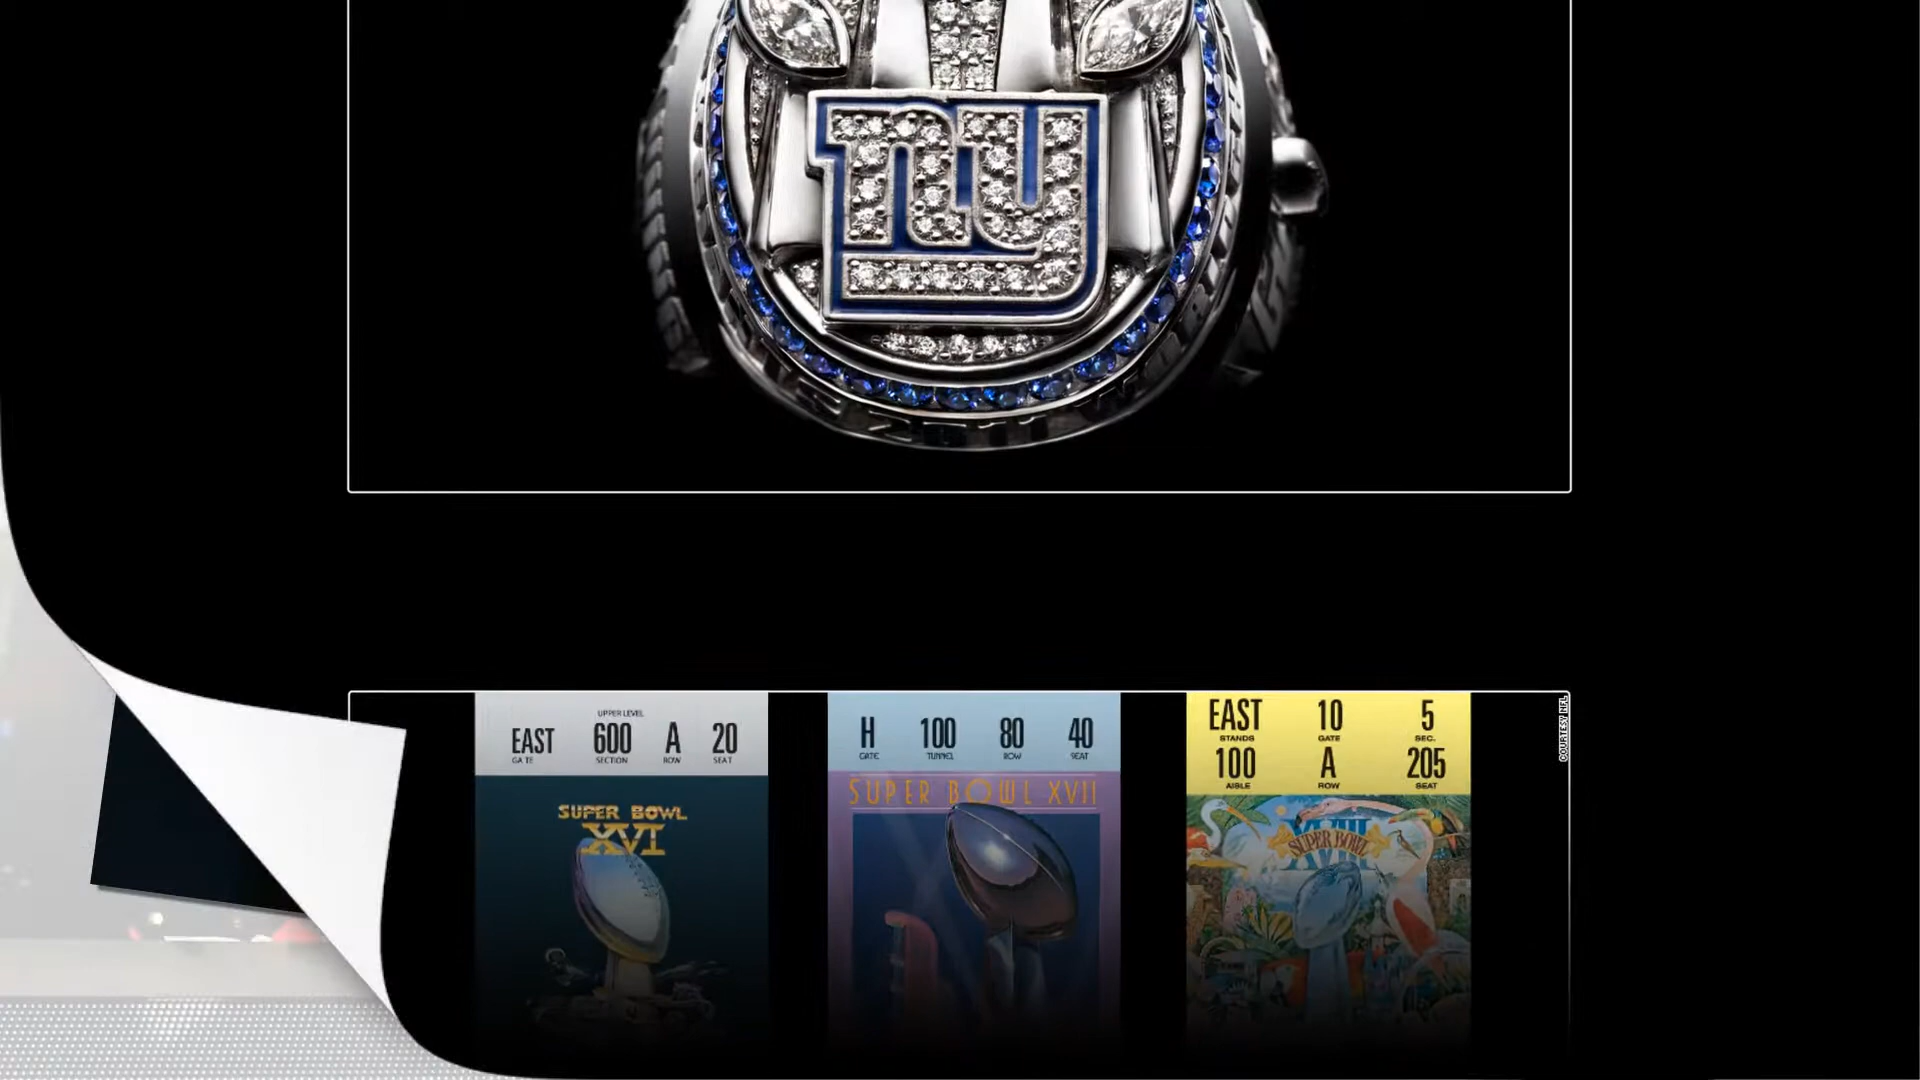 ny
UPPER LEVEL
EAST 600 A 20
GATE SECTION ROW SEAT
SUPER BOWL
XVI
H 100 80 40
GATE TUNNEL ROW SEAT
SUPER BOWL XVII
EAST 10 5
STANDS GATE SEC.
100 A 205
AISLE ROW SEAT
XVIII
SUPER BOWL
COURTESY NFL